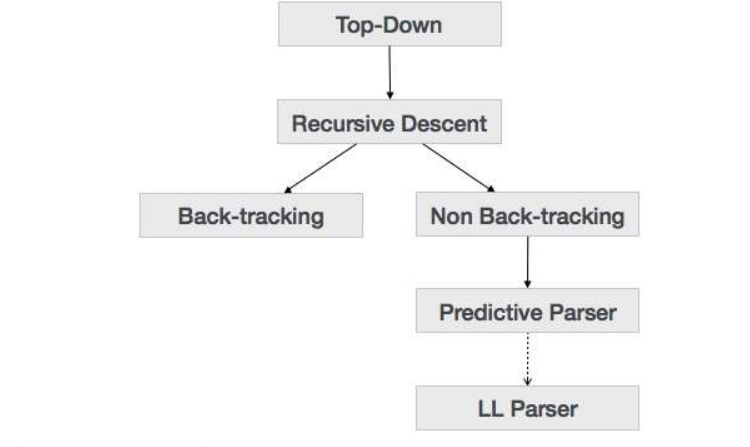 Top-Down
Recursive Descent
Back-tracking
Non Back-tracking
Predictive Parser
LL Parser